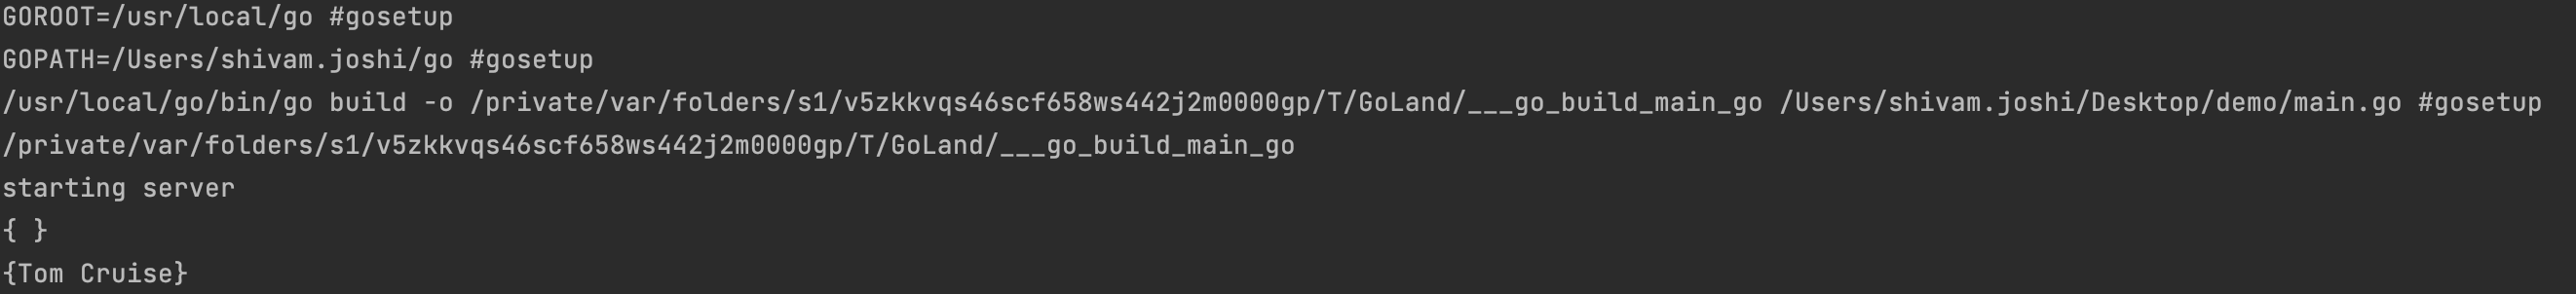 GOROOT=/usr/local/go #gosetup
GOPATH=/Users/shivam.joshi/go #gosetup
/usr/local/go/bin/go build -o /private/var/folders/s1/v5zkkvqs46scf658ws442j2m0000gp/T/GoLand/___go_build_main_go /Users/shivam.joshi/Desktop/demo/main.go #gosetup
/private/var/folders/s1/v5zkkvqs46scf658ws442j2m0000gp/T/GoLand/___go_build_main_go
starting server
{ }
{Tom Cruise}